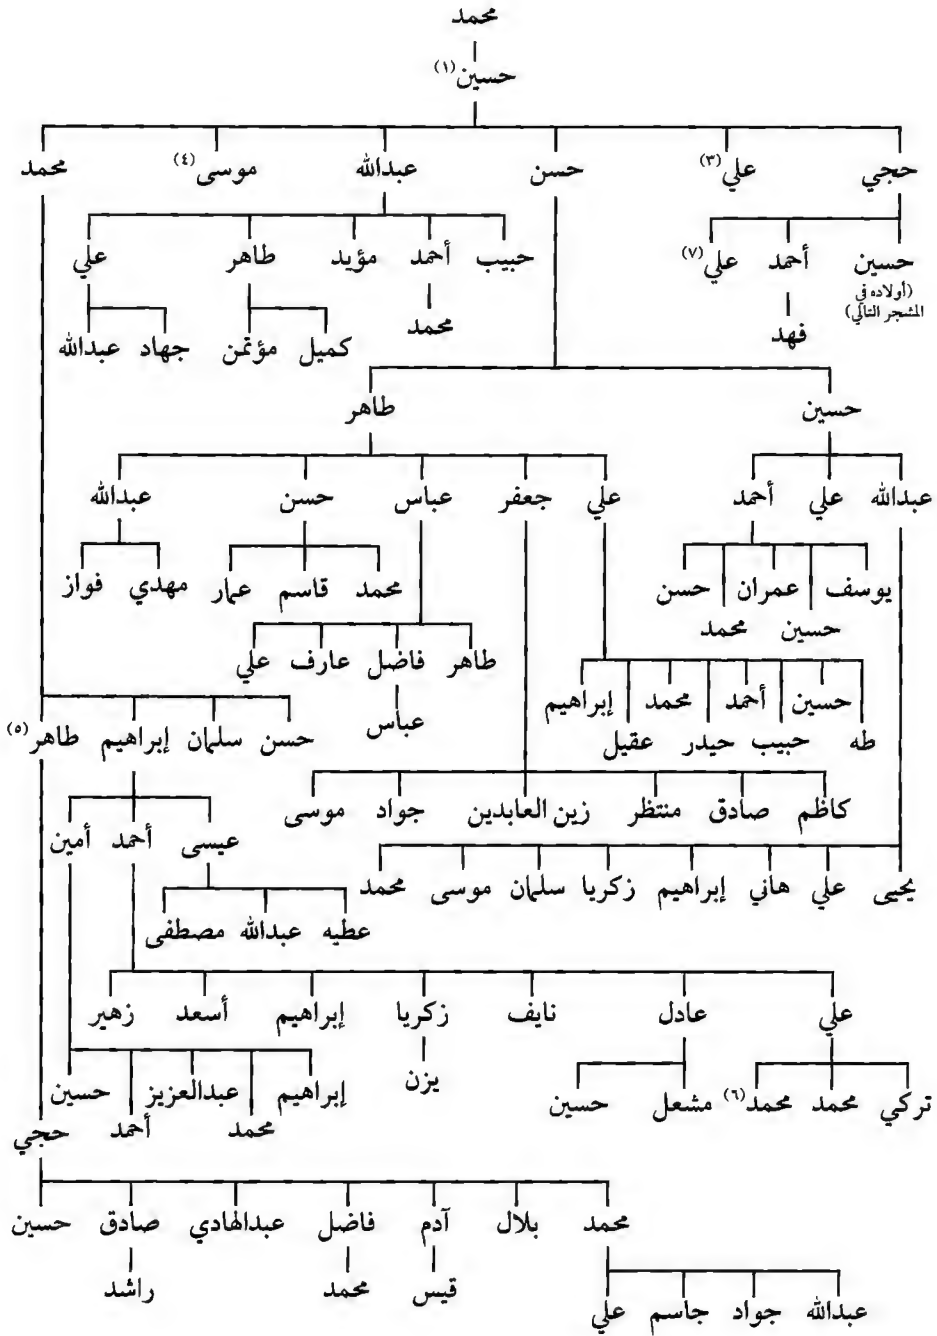 محمد
حسين (١)
حجي علي (٣) حسن عبدالله موسى (٤) محمد
حسين أحمد علي (٧) حبيب أحمد مؤيد طاهر علي
(أولاده في
المشجر التالي)
فهد محمد كميل مؤتمن جهاد عبدالله
حسين طاهر
عبدالله علي أحمد علي جعفر عباس حسن عبدالله
يوسف عمران حسن محمد قاسم عمار مهدي فواز
حسين محمد
طاهر فاضل عارف علي
حسين أحمد محمد إبراهيم عباس حسن سلمان إبراهيم طاهر (٥)
طه حبيب حيدر عقيل
كاظم صادق منتظر زين العابدين جواد موسى
عيسى أحمد أمين
يحيى علي هاني إبراهيم زكريا سلمان موسى محمد
عطيه عبدالله مصطفى
علي عادل نايف زكريا إبراهيم أسعد زهير
تركي محمد محمد (٦) مشعل حسين يزن إبراهيم عبدالعزيز حسين
محمد أحمد حجي
محمد بلال آدم فاضل عبدالهادي صادق حسين
قيس محمد راشد
عبدالله جواد جاسم علي